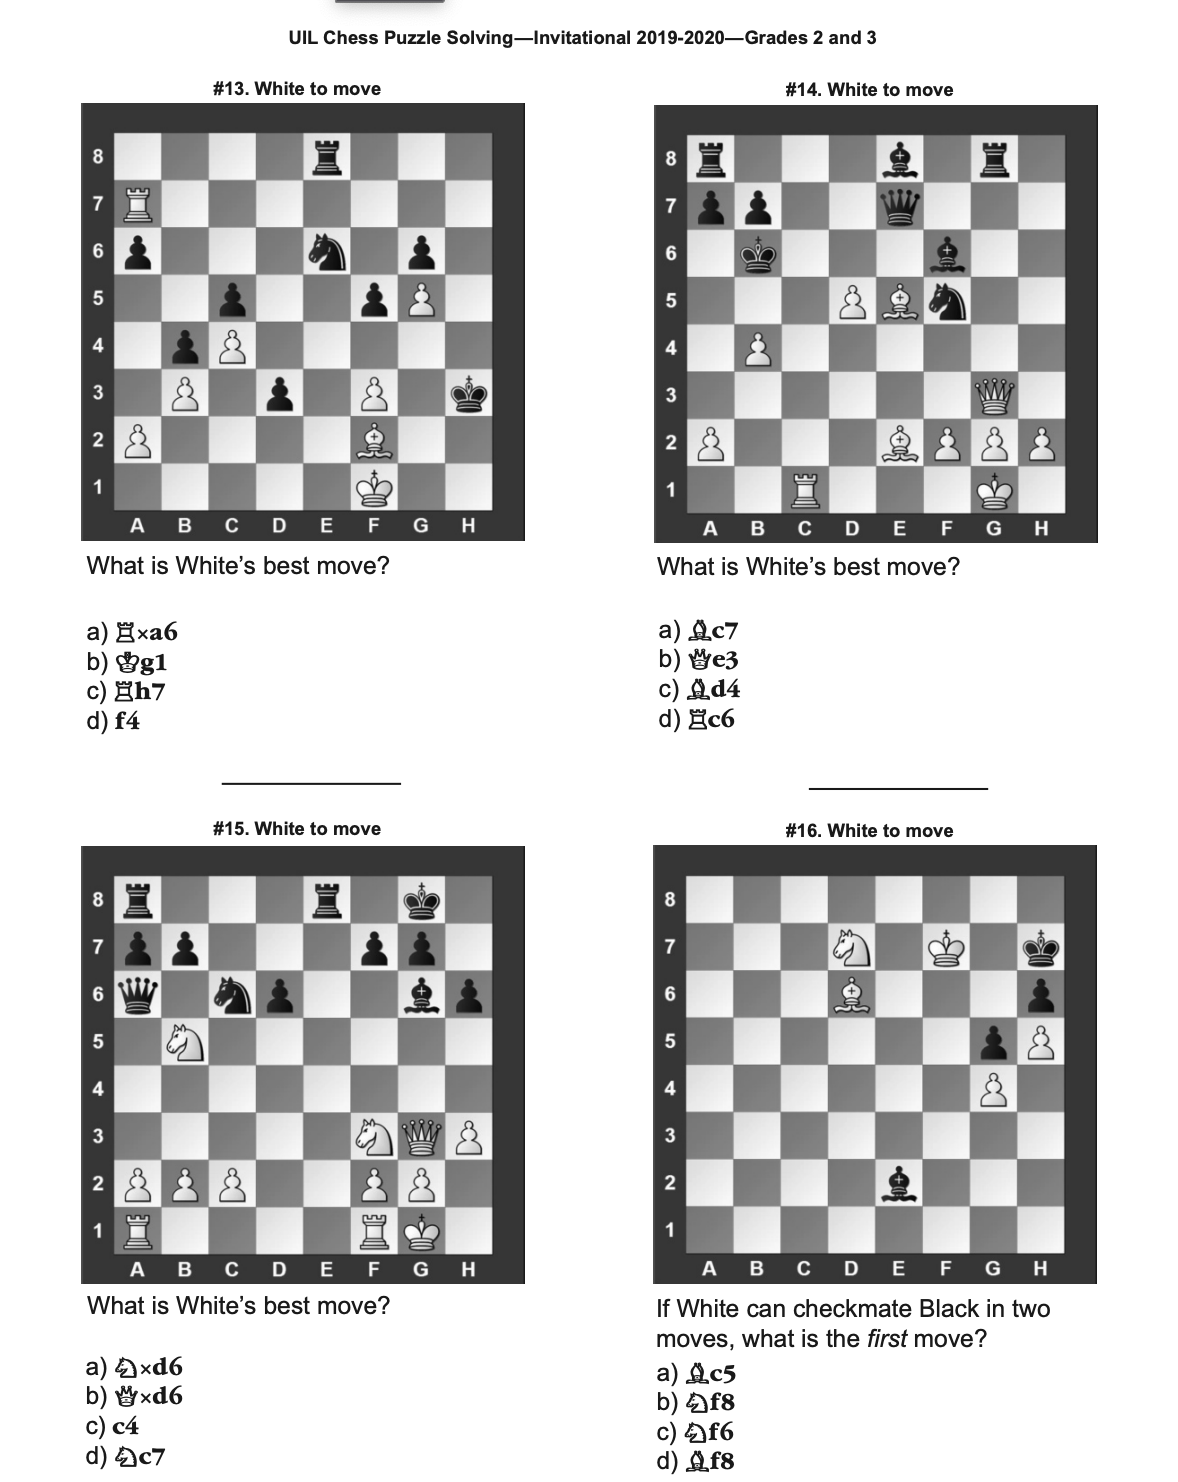 UIL Chess Puzzle Solving—Invitational 2019-2020—Grades 2 and 3
#13. White to move
8
7
6
5
4
3
2
1
A B C D E F G H
What is White's best move?
a) ♖×a6
b) ♔g1
c) ♖h7
d) f4
#14. White to move
8
7
6
5
4
3
2
1
A B C D E F G H
What is White's best move?
a) ♗c7
b) ♕e3
c) ♗d4
d) ♖c6
#15. White to move
8
7
6
5
4
3
2
1
A B C D E F G H
What is White's best move?
a) ♘×d6
b) ♕×d6
c) c4
d) ♘c7
#16. White to move
8
7
6
5
4
3
2
1
A B C D E F G H
If White can checkmate Black in two
moves, what is the first move?
a) ♗c5
b) ♘f8
c) ♘f6
d) ♗f8